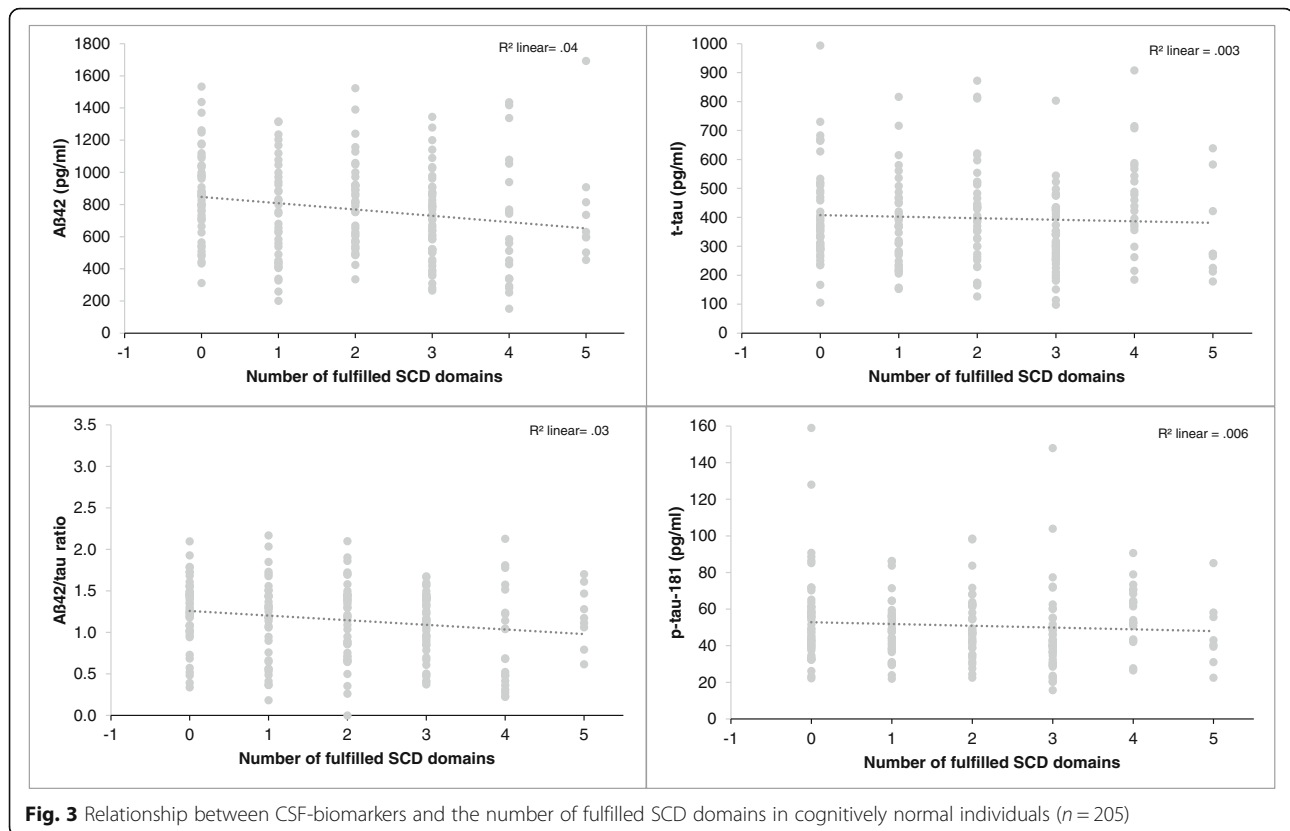 R² linear= .04
Aß42 (pg/ml)
1800
1600
1400
1200
1000
800
600
400
200
0
-1 0 1 2 3 4 5
Number of fulfilled SCD domains
R² linear= .003
t-tau (pg/ml)
1000
900
800
700
600
500
400
300
200
100
0
-1 0 1 2 3 4 5
Number of fulfilled SCD domains
R² linear= .03
Aß42/tau ratio
3.5
3.0
2.5
2.0
1.5
1.0
0.5
0.0
-1 0 1 2 3 4 5
Number of fulfilled SCD domains
R² linear = .006
p-tau-181 (pg/ml)
160
140
120
100
80
60
40
20
0
-1 0 1 2 3 4 5
Number of fulfilled SCD domains
Fig. 3 Relationship between CSF-biomarkers and the number of fulfilled SCD domains in cognitively normal individuals (n = 205)